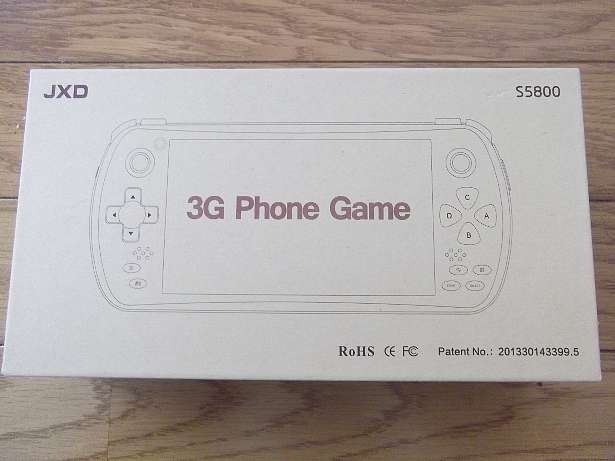 JXD
S5800
3G Phone Game
C
D
A
B
RoHS CE FC
Patent No.: 201330143399.5